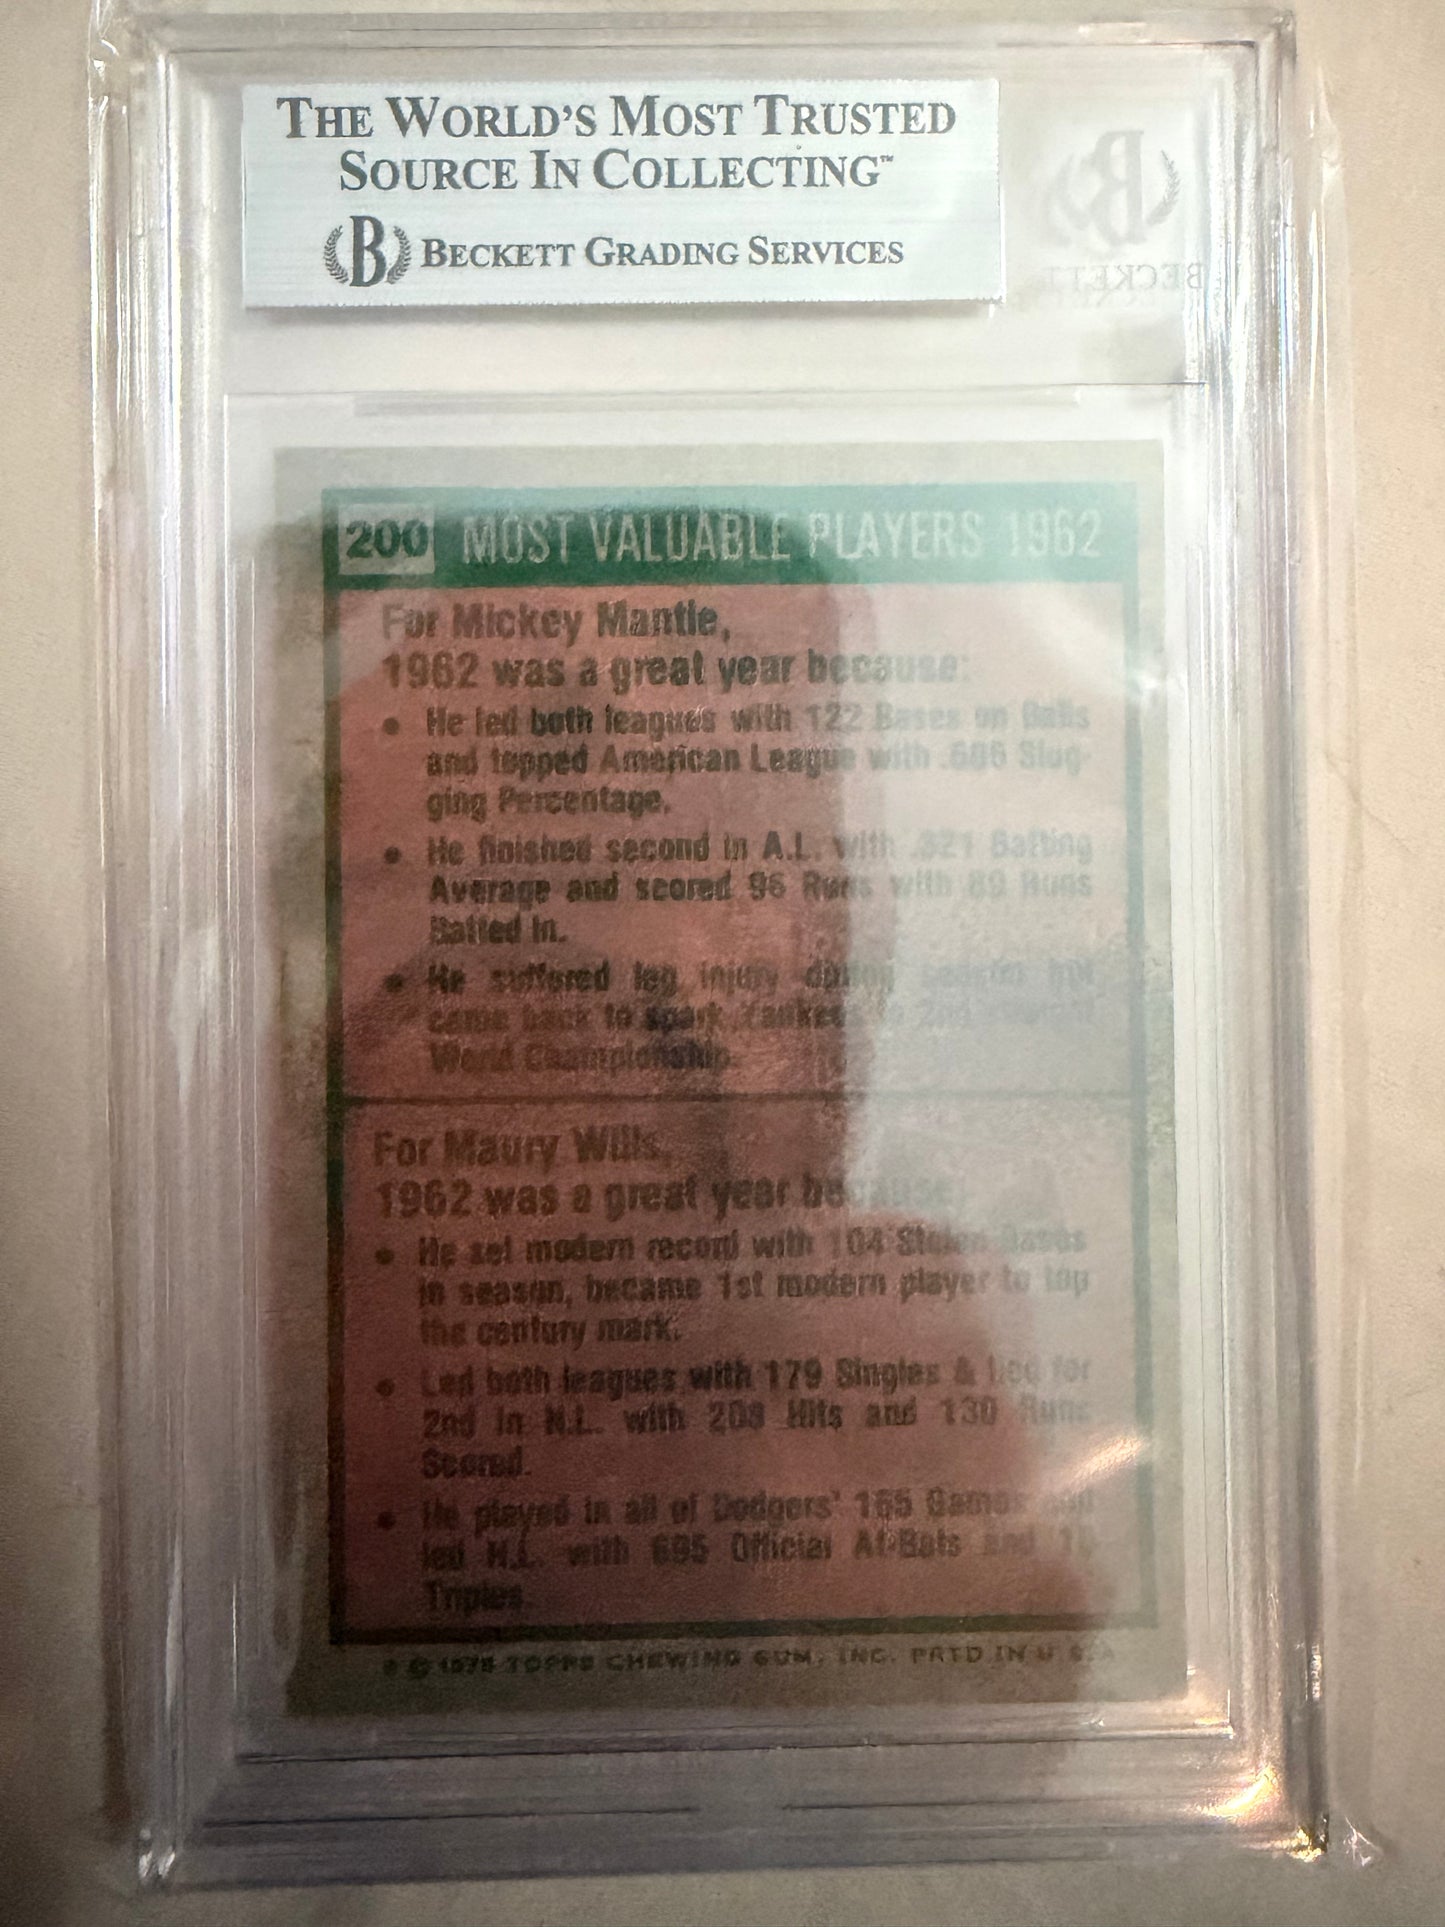 THE WORLD'S MOST TRUSTED
SOURCE IN COLLECTING™
B BECKETT GRADING SERVICES
B
BECKETT
200 MOST VALUABLE PLAYERS 1962
For Mickey Mantle,
1962 was a great year because:
• He led both leagues with 122 Bases on Balls
and topped American League with .606 Slug-
ging Percentage.
• He finished second in A.L. with .321 Batting
Average and scored 96 Runs with 89 Runs
Batted In.
• He suffered leg injury during season but
came back to spark Yankees to 2nd straight
World Championship.
For Maury Wills,
1962 was a great year because:
• He set modern record with 104 Stolen Bases
in season, became 1st modern player to top
the century mark.
• Led both leagues with 179 Singles & tied for
2nd in N.L. with 208 Hits and 130 Runs
Scored.
• He played in all of Dodgers' 165 Games and
led N.L. with 695 Official At-Bats and 10
Triples.
© 1975 TOPPS CHEWING GUM, INC. PRTD IN U.S.A.